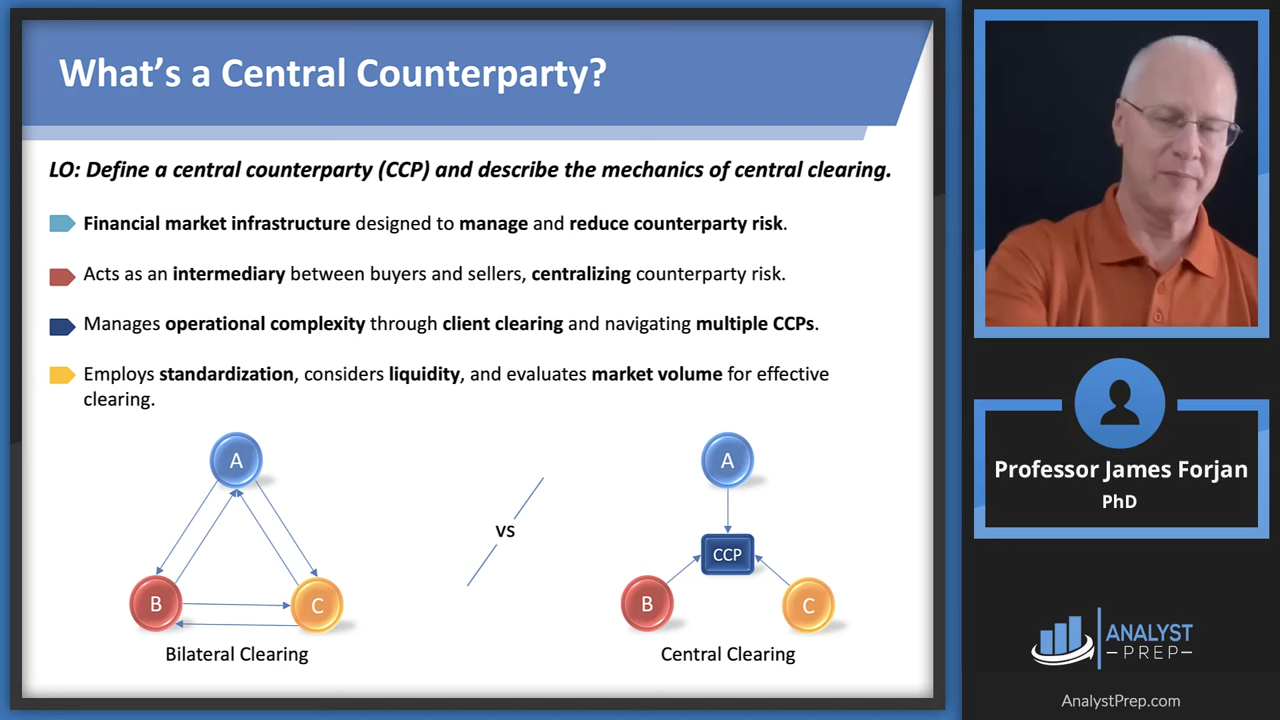 What's a Central Counterparty?
LO: Define a central counterparty (CCP) and describe the mechanics of central clearing.
Financial market infrastructure designed to manage and reduce counterparty risk.
Acts as an intermediary between buyers and sellers, centralizing counterparty risk.
Manages operational complexity through client clearing and navigating multiple CCPs.
Employs standardization, considers liquidity, and evaluates market volume for effective
clearing.
A
B
C
Bilateral Clearing
VS
A
CCP
B
C
Central Clearing
Professor James Forjan
PhD
ANALYST
PREP
AnalystPrep.com